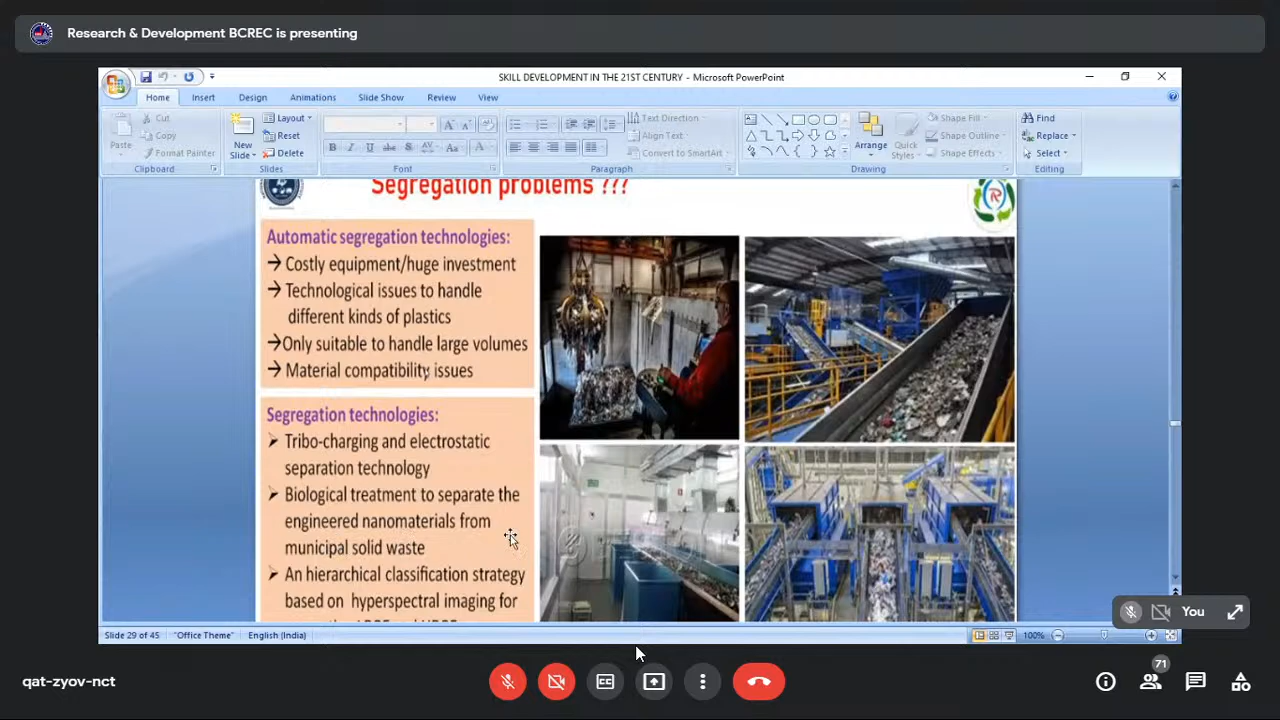 Research & Development BCREC is presenting
SKILL DEVELOPMENT IN THE 21ST CENTURY - Microsoft PowerPoint
Home Insert Design Animations Slide Show Review View
Paste
Cut
Copy
Format Painter
Clipboard
New
Slide
Layout
Reset
Delete
Slides
B I U abc S AV Aa A
Font
Text Direction
Align Text
Convert to SmartArt
Paragraph
Arrange
Quick
Styles
Shape Fill
Shape Outline
Shape Effects
Drawing
Find
Replace
Select
Editing
Segregation problems ???
R
Automatic segregation technologies:
→ Costly equipment/huge investment
→ Technological issues to handle
different kinds of plastics
→Only suitable to handle large volumes
→ Material compatibility issues
Segregation technologies:
➢ Tribo-charging and electrostatic
separation technology
➢ Biological treatment to separate the
engineered nanomaterials from
municipal solid waste
➢ An hierarchical classification strategy
based on hyperspectral imaging for
You
Slide 29 of 45 "Office Theme" English (India) 100%
qat-zyov-nct
CC
71